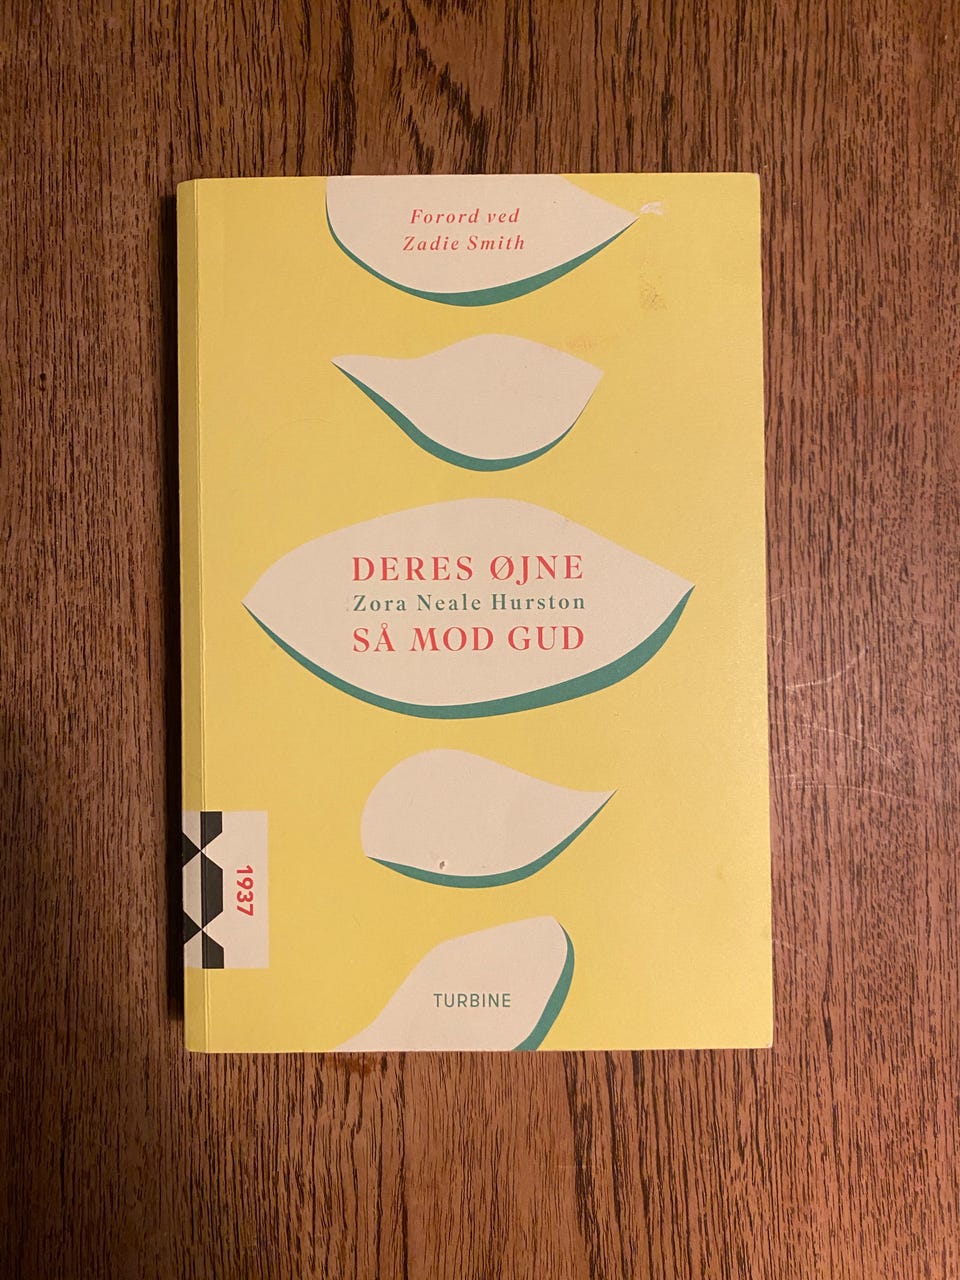 Forord ved
Zadie Smith
DERES ØJNE
Zora Neale Hurston
SÅ MOD GUD
1937
TURBINE